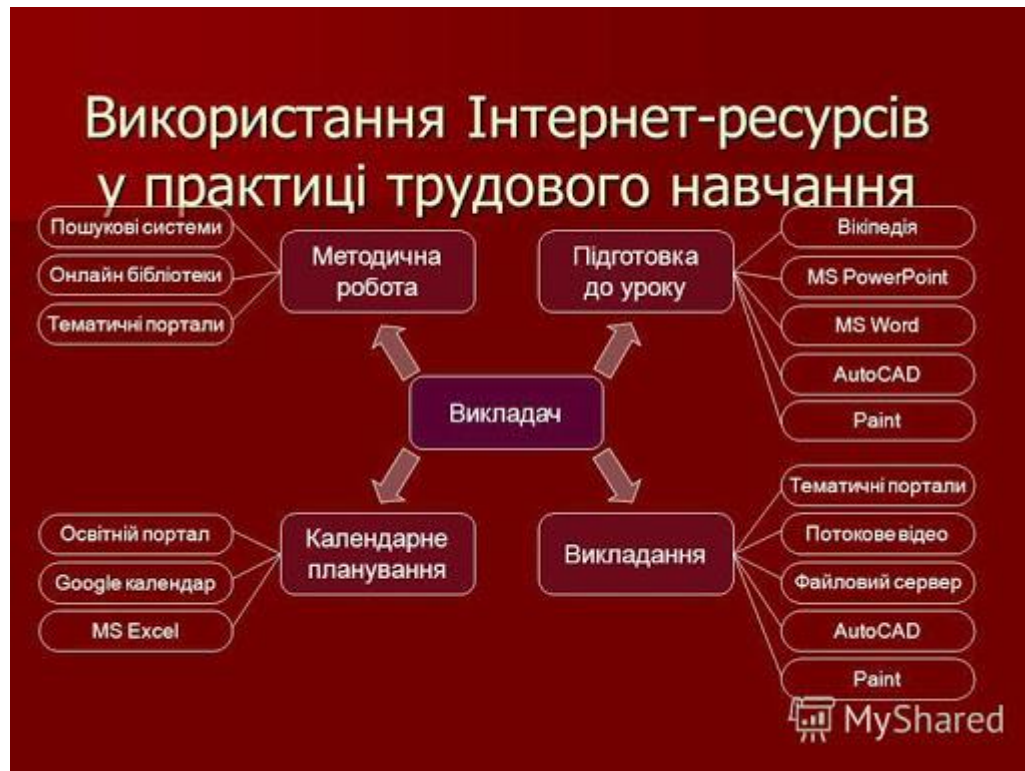 Використання Інтернет-ресурсів
у практиці трудового навчання
Пошукові системи
Онлайн бібліотеки
Тематичні портали
Методична
робота
Підготовка
до уроку
Вікіпедія
MS PowerPoint
MS Word
AutoCAD
Paint
Викладач
Освітній портал
Google календар
MS Excel
Календарне
планування
Викладання
Тематичні портали
Потокове відео
Файловий сервер
AutoCAD
Paint
MyShared